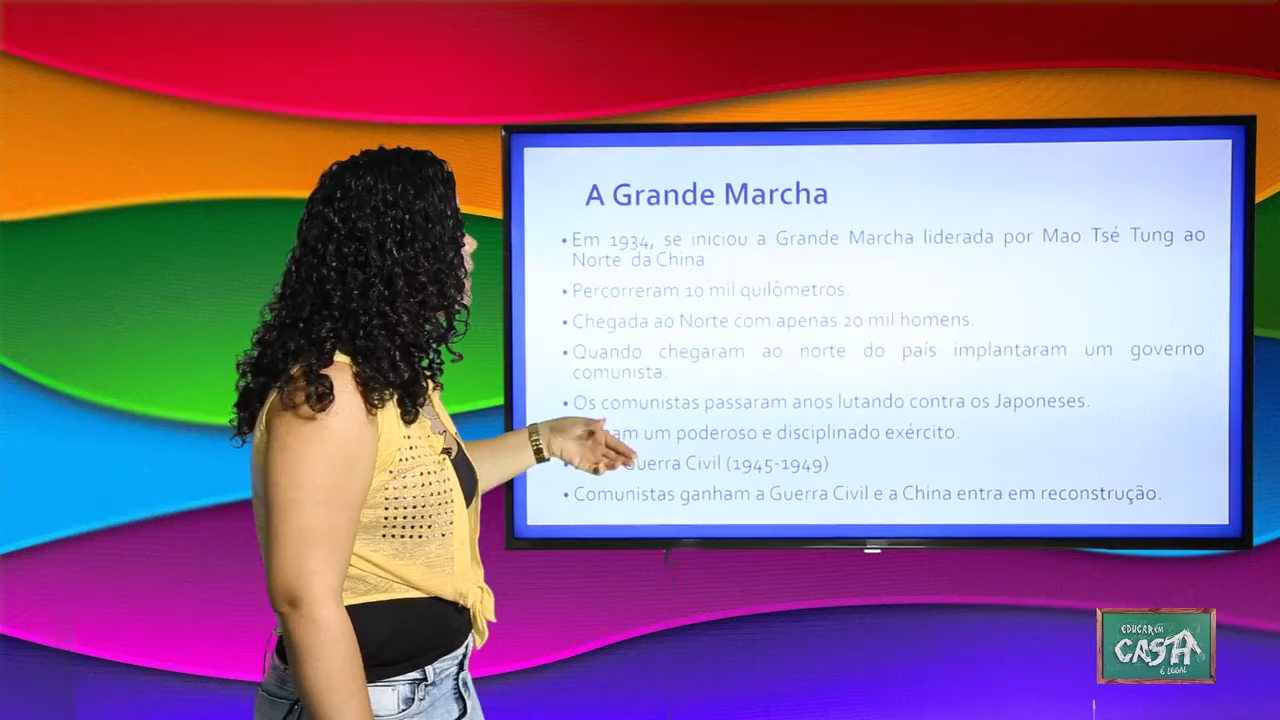 A Grande Marcha
• Em 1934, se iniciou a Grande Marcha liderada por Mao Tsé Tung ao
Norte da China
• Percorreram 10 mil quilômetros.
• Chegada ao Norte com apenas 20 mil homens.
• Quando chegaram ao norte do país implantaram um governo
comunista.
• Os comunistas passaram anos lutando contra os Japoneses.
um poderoso e disciplinado exército.
Guerra Civil (1945-1949)
• Comunistas ganham a Guerra Civil e a China entra em reconstrução.
EDUCAR EM
CASA
É LEGAL